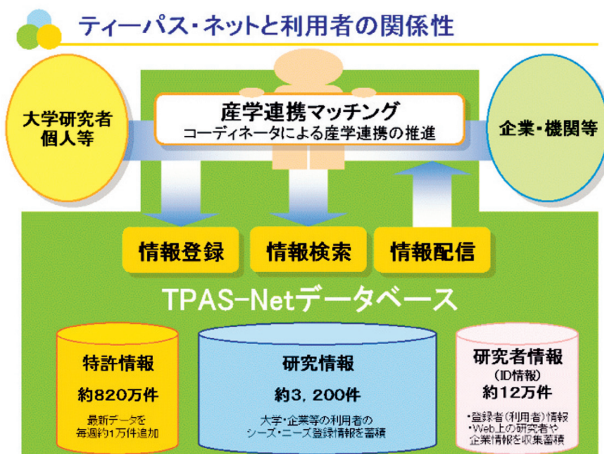 ティーパス・ネットと利用者の関係性
大学研究者
個人等
産学連携マッチング
コーディネータによる産学連携の推進
企業・機関等
情報登録
情報検索
情報配信
TPAS-Netデータベース
特許情報
約820万件
最新データを
毎週約1万件追加
研究情報
約3,200件
大学・企業等の利用者の
シーズ・ニーズ登録情報を蓄積
研究者情報
(ID情報)
約12万件
・登録者(利用者)情報
・Web上の研究者や
企業情報を収集蓄積